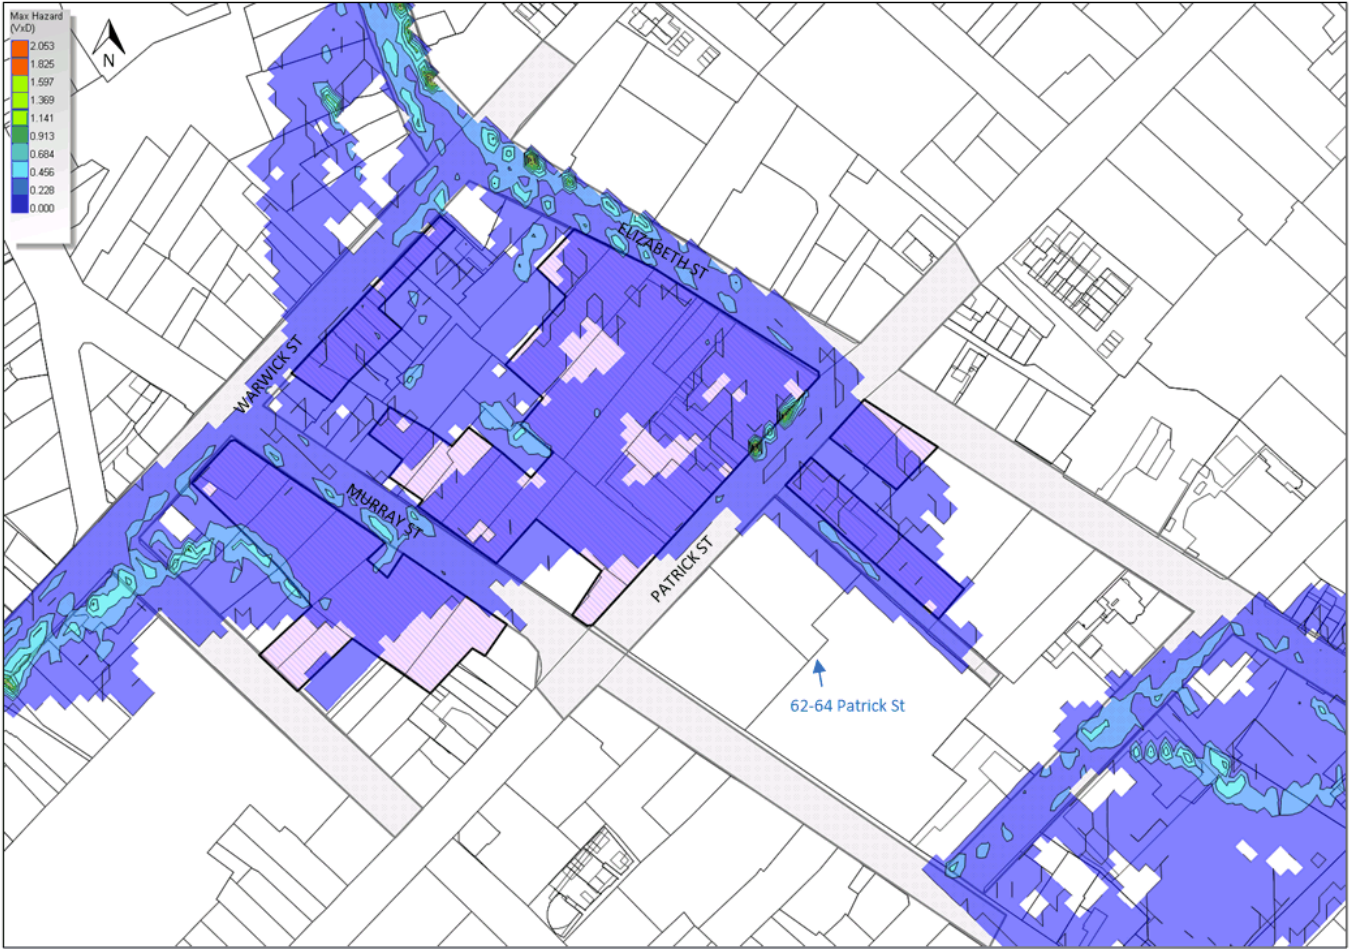 Max Hazard
(VxD)
2.053
1.825
1.597
1.369
1.141
0.913
0.684
0.456
0.228
0.000
N
ELIZABETH ST
WARWICK ST
MURRAY ST
PATRICK ST
62-64 Patrick St